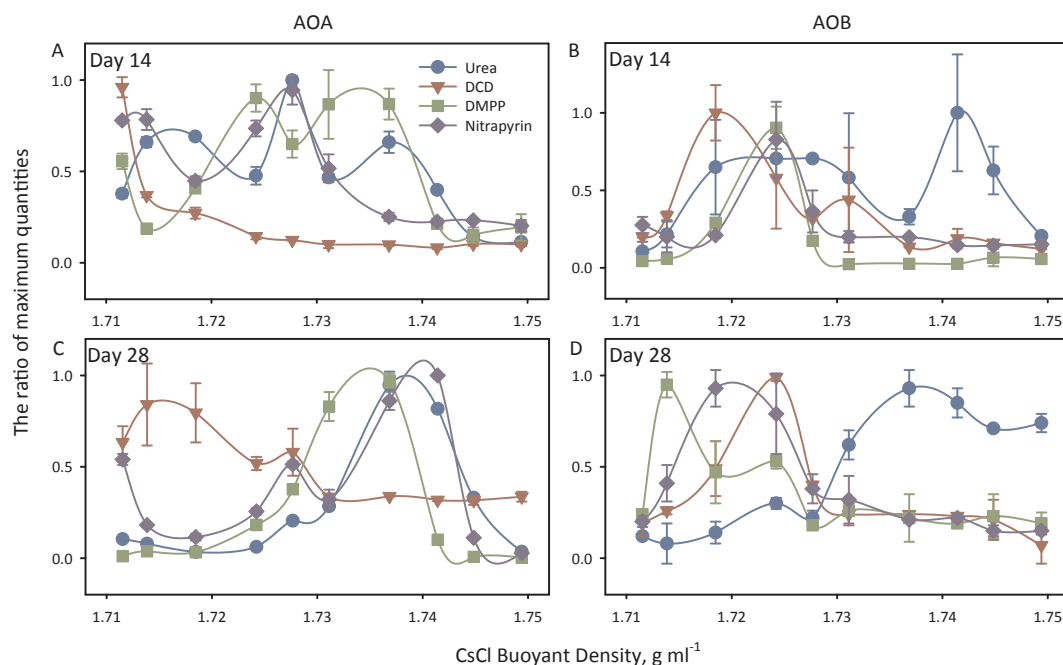 AOA
AOB
The ratio of maximum quantities
A
Day 14
Urea
DCD
DMPP
Nitrapyrin
1.0
0.5
0.0
1.71 1.72 1.73 1.74 1.75
B
Day 14
1.0
0.5
0.0
1.71 1.72 1.73 1.74 1.75
C
Day 28
1.0
0.5
0.0
1.71 1.72 1.73 1.74 1.75
D
Day 28
1.0
0.5
0.0
1.71 1.72 1.73 1.74 1.75
CsCl Buoyant Density, g ml⁻¹